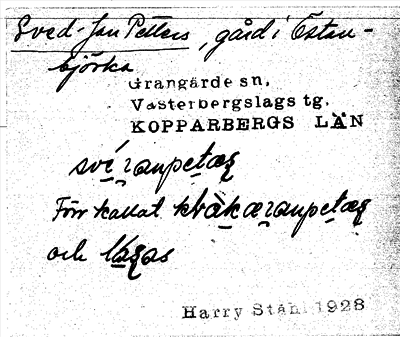 Sved-Jan Petters, gård i Östan-
björka
Grangärde sn,
Västerbergslags tg,
KOPPARBERGS LÄN
Förr kallat
och
Harry Ståhl 1928